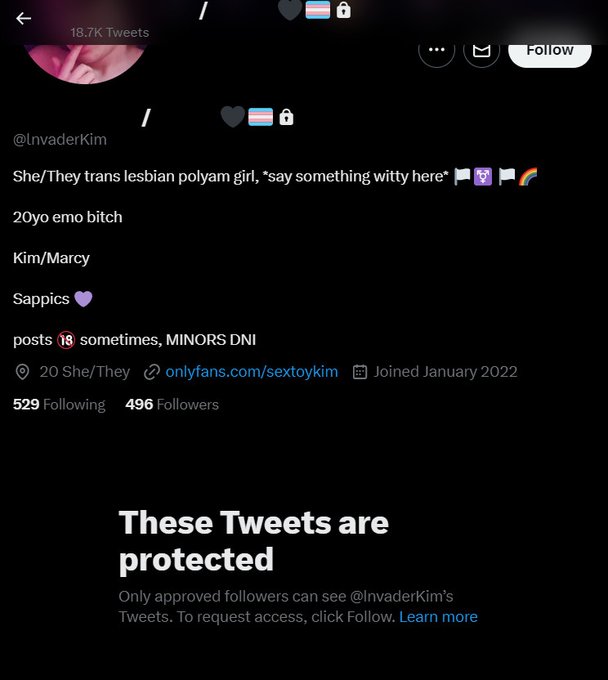 / 🖤🏳️‍⚧️🔒
18.7K Tweets
Follow
/ 🖤🏳️‍⚧️🔒
@lnvaderKim
She/They trans lesbian polyam girl, *say something witty here* 🏳⚧🏳🌈
20yo emo bitch
Kim/Marcy
Sappics 💜
posts 🔞 sometimes, MINORS DNI
20 She/They onlyfans.com/sextoykim Joined January 2022
529 Following 496 Followers
These Tweets are
protected
Only approved followers can see @lnvaderKim’s
Tweets. To request access, click Follow. Learn more